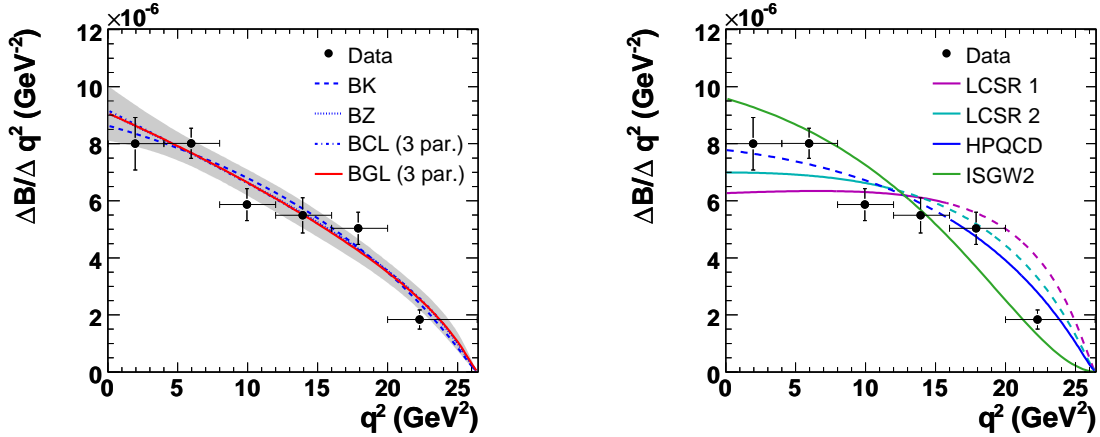 ×10⁻⁶
12
10
8
6
4
2
0
ΔB/Δ q² (GeV⁻²)
Data
BK
BZ
BCL (3 par.)
BGL (3 par.)
0 5 10 15 20 25
q² (GeV²)
×10⁻⁶
12
10
8
6
4
2
0
ΔB/Δ q² (GeV⁻²)
Data
LCSR 1
LCSR 2
HPQCD
ISGW2
0 5 10 15 20 25
q² (GeV²)